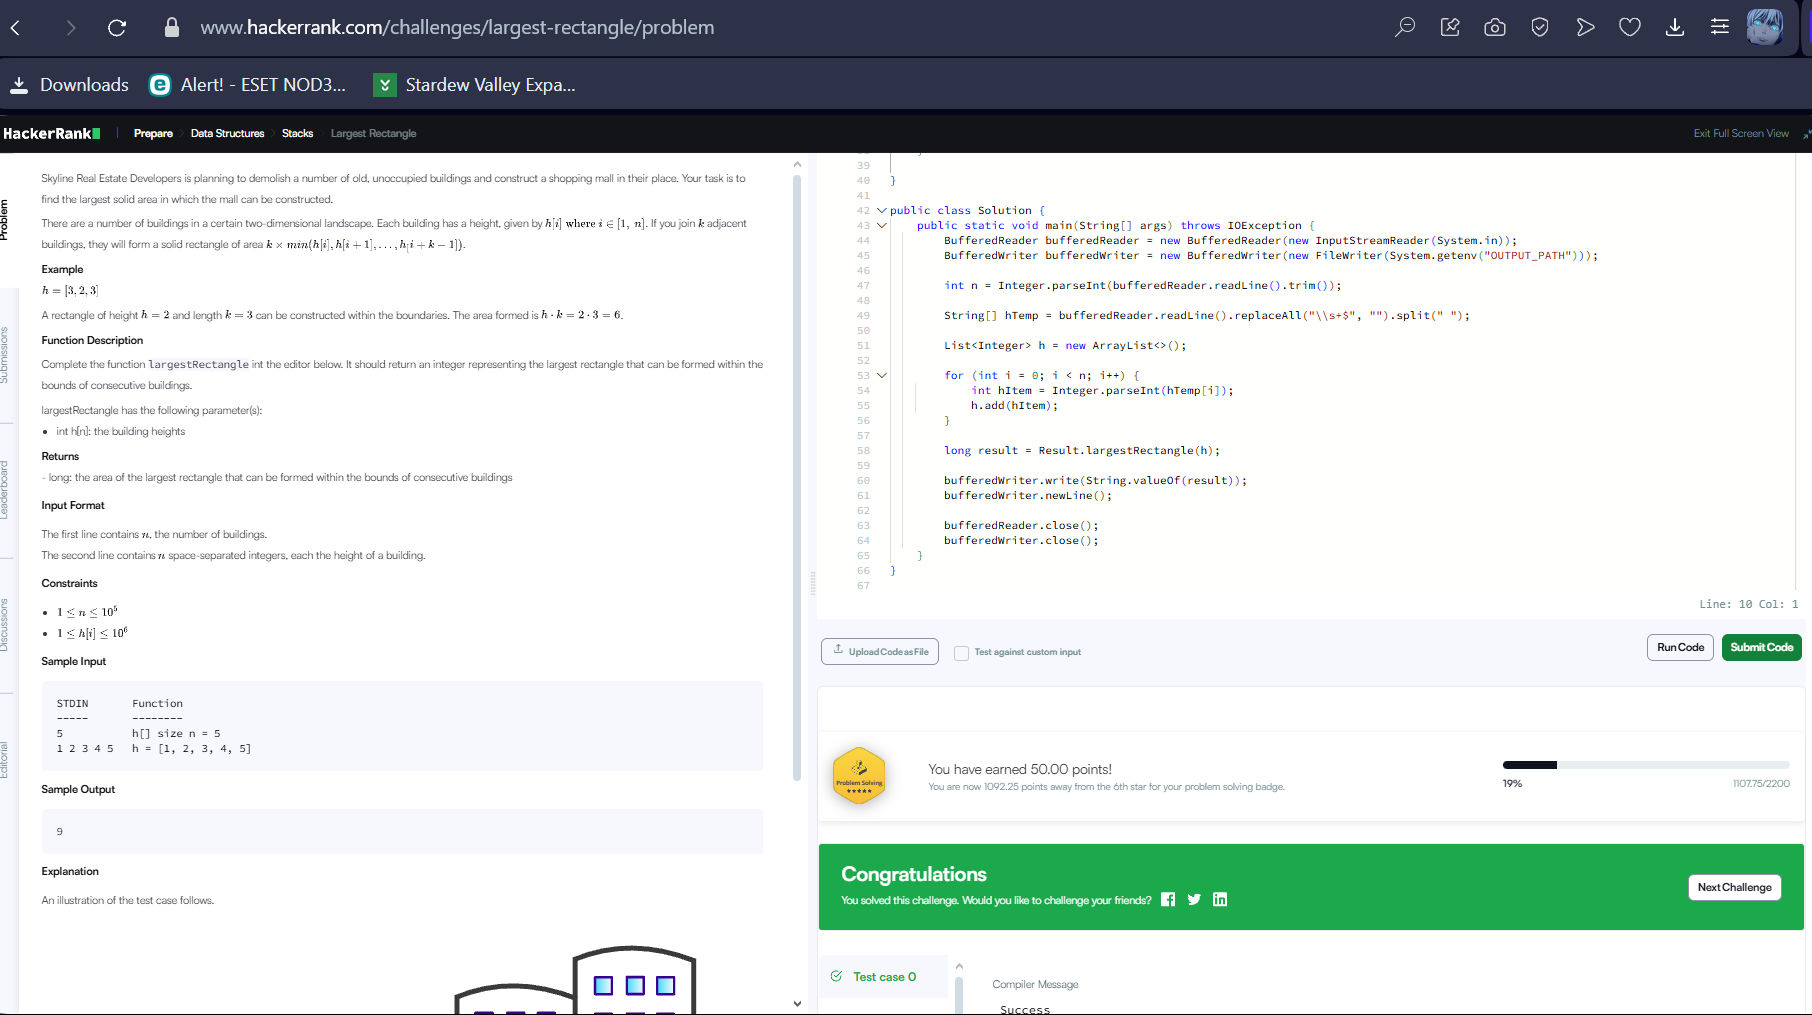 www.hackerrank.com/challenges/largest-rectangle/problem
Downloads
Alert! - ESET NOD3...
Stardew Valley Expa...
HackerRank
Prepare
Data Structures
Stacks
Largest Rectangle
Exit Full Screen View
Problem
Submissions
Leaderboard
Discussions
Editorial
Skyline Real Estate Developers is planning to demolish a number of old, unoccupied buildings and construct a shopping mall in their place. Your task is to
find the largest solid area in which the mall can be constructed.
There are a number of buildings in a certain two-dimensional landscape. Each building has a height, given by h[i] where i ∈ [1, n]. If you join k adjacent
buildings, they will form a solid rectangle of area k × min(h[i], h[i + 1], . . . , h[i + k − 1]).
Example
h = [3, 2, 3]
A rectangle of height h = 2 and length k = 3 can be constructed within the boundaries. The area formed is h · k = 2 · 3 = 6.
Function Description
Complete the function largestRectangle int the editor below. It should return an integer representing the largest rectangle that can be formed within the
bounds of consecutive buildings.
largestRectangle has the following parameter(s):
• int h[n]: the building heights
Returns
- long: the area of the largest rectangle that can be formed within the bounds of consecutive buildings
Input Format
The first line contains n, the number of buildings.
The second line contains n space-separated integers, each the height of a building.
Constraints
• 1 ≤ n ≤ 10⁵
• 1 ≤ h[i] ≤ 10⁶
Sample Input
STDIN Function
----- --------
5 h[] size n = 5
1 2 3 4 5 h = [1, 2, 3, 4, 5]
Sample Output
9
Explanation
An illustration of the test case follows.
39
40 }
41
42 public class Solution {
43 public static void main(String[] args) throws IOException {
44 BufferedReader bufferedReader = new BufferedReader(new InputStreamReader(System.in));
45 BufferedWriter bufferedWriter = new BufferedWriter(new FileWriter(System.getenv("OUTPUT_PATH")));
46
47 int n = Integer.parseInt(bufferedReader.readLine().trim());
48
49 String[] hTemp = bufferedReader.readLine().replaceAll("\\s+$", "").split(" ");
50
51 List<Integer> h = new ArrayList<>();
52
53 for (int i = 0; i < n; i++) {
54 int hItem = Integer.parseInt(hTemp[i]);
55 h.add(hItem);
56 }
57
58 long result = Result.largestRectangle(h);
59
60 bufferedWriter.write(String.valueOf(result));
61 bufferedWriter.newLine();
62
63 bufferedReader.close();
64 bufferedWriter.close();
65 }
66 }
67
Line: 10 Col: 1
Upload Code as File
Test against custom input
Run Code
Submit Code
Problem Solving
You have earned 50.00 points!
You are now 1092.25 points away from the 6th star for your problem solving badge.
19%
1107.75/2200
Congratulations
You solved this challenge. Would you like to challenge your friends?
Next Challenge
Test case 0
Compiler Message
Success